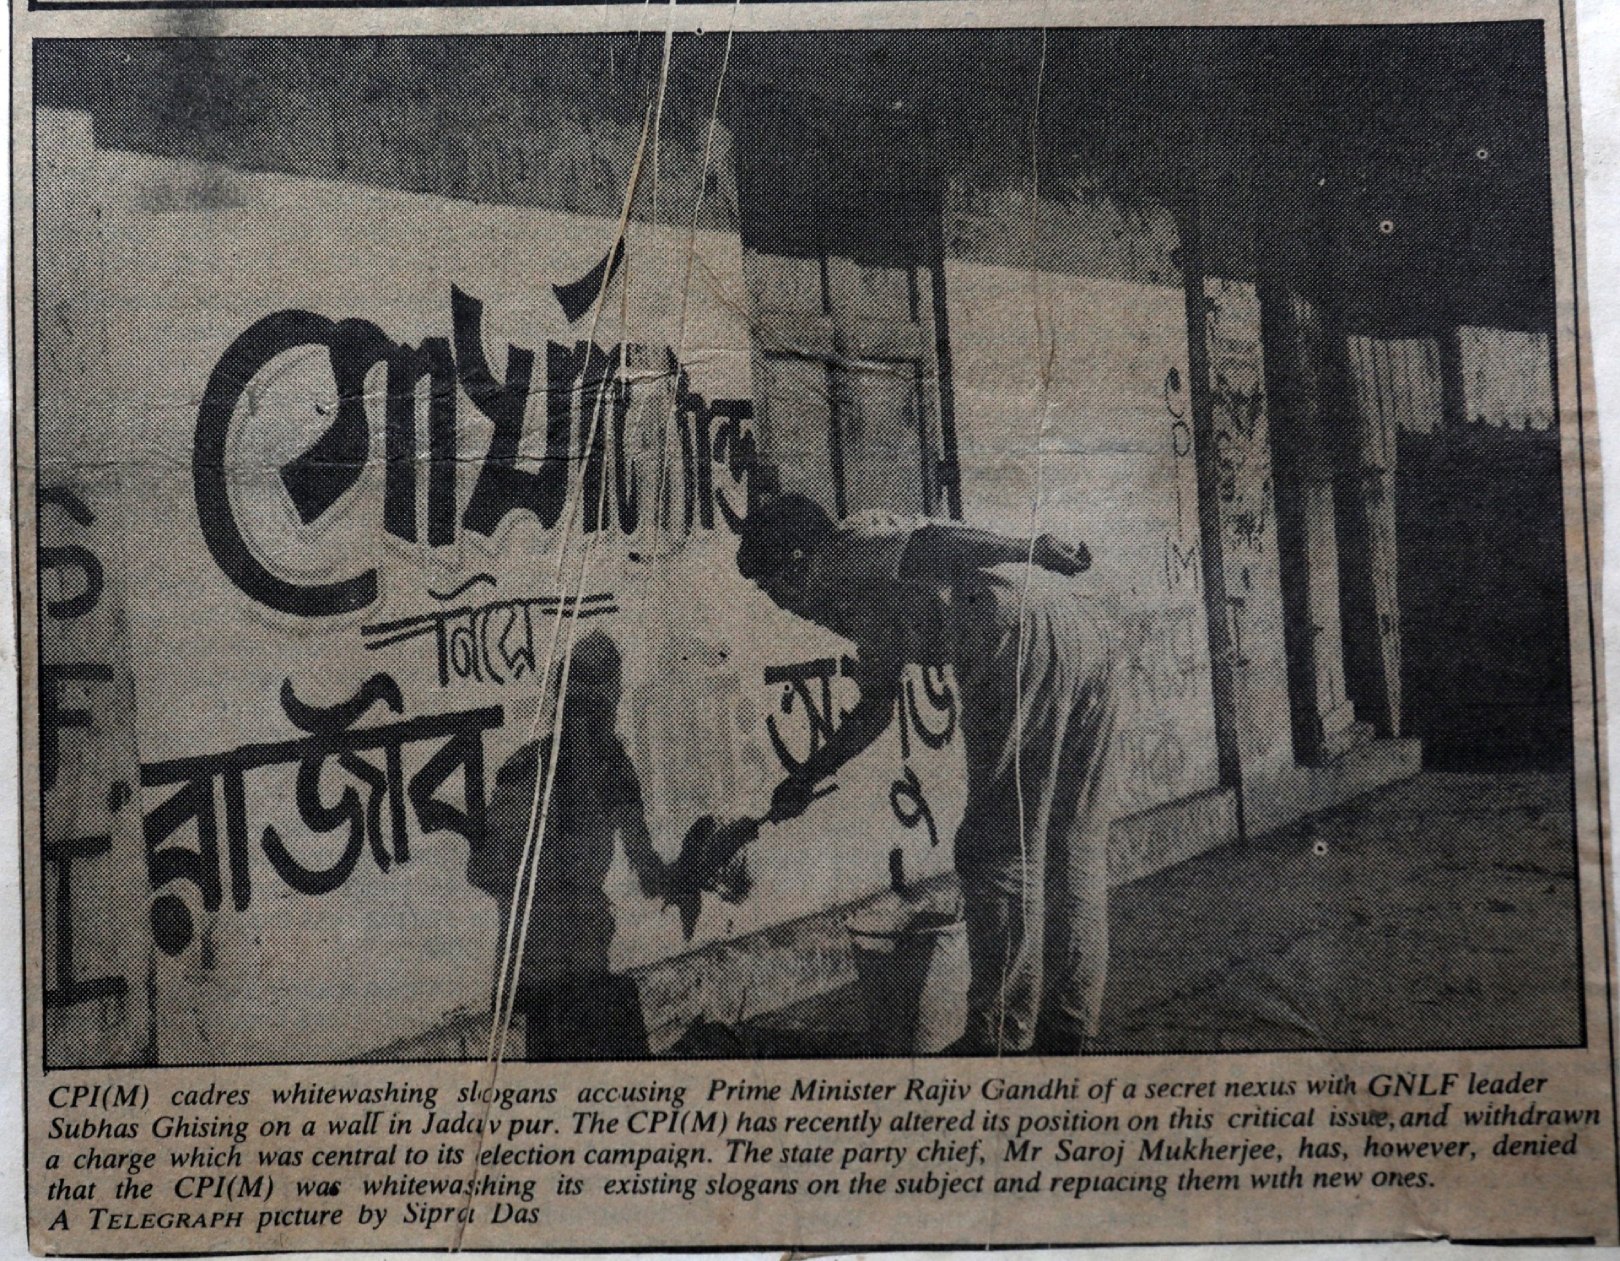 SFI
নিয়ে
রাজীব
CPIM
CPI(M) cadres whitewashing slogans accusing Prime Minister Rajiv Gandhi of a secret nexus with GNLF leader
Subhas Ghising on a wall in Jadavpur. The CPI(M) has recently altered its position on this critical issue, and withdrawn
a charge which was central to its election campaign. The state party chief, Mr Saroj Mukherjee, has, however, denied
that the CPI(M) was whitewashing its existing slogans on the subject and replacing them with new ones.
A TELEGRAPH picture by Sipra Das